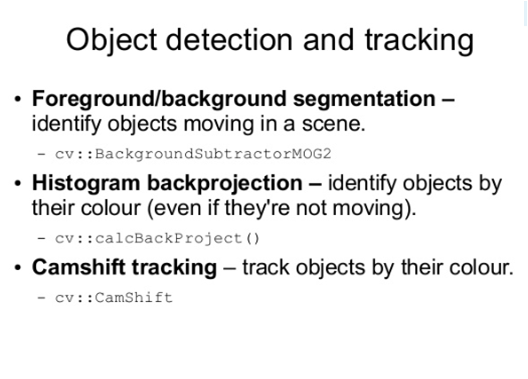 Object detection and tracking
• Foreground/background segmentation –
identify objects moving in a scene.
– cv::BackgroundSubtractorMOG2
• Histogram backprojection – identify objects by
their colour (even if they're not moving).
– cv::calcBackProject()
• Camshift tracking – track objects by their colour.
– cv::CamShift